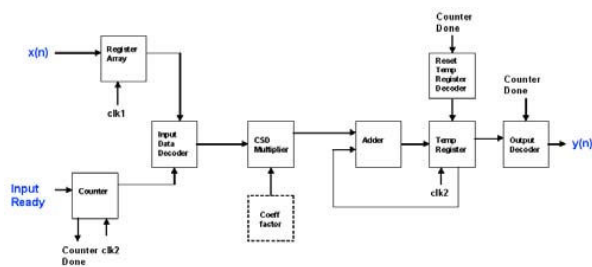 x(n)
Register
Array
clk1
Input
Data
Decoder
Input
Ready
Counter
Counter
Done
clk2
CSD
Multiplier
Coeff
factor
Adder
Counter
Done
Reset
Temp
Register
Decoder
Temp
Register
clk2
Counter
Done
Output
Decoder
y(n)